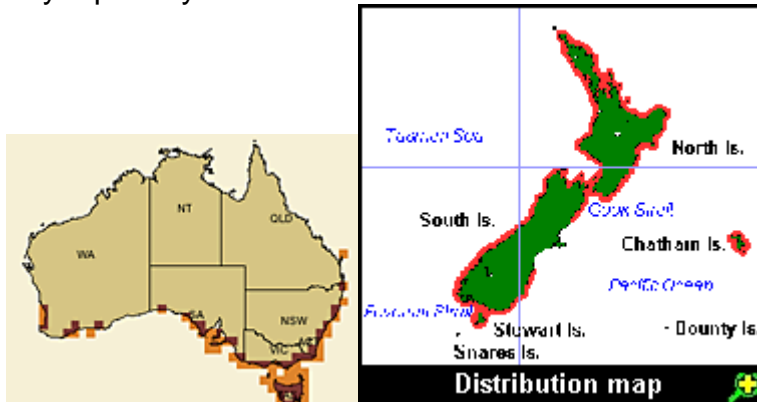 Tasman Sea
North Is.
Cook Strait
South Is.
Chatham Is.
Pacific Ocean
Stewart Is.
Bounty Is.
Snares Is.
Distribution map
NT
QLD
WA
SA
NSW
VIC